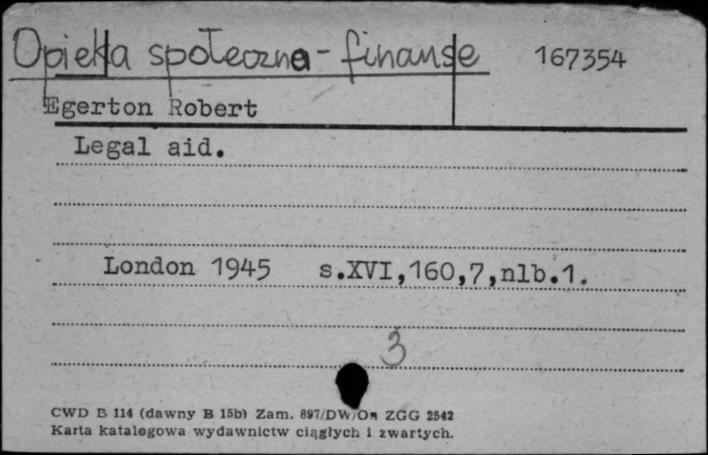 Opieka społeczna - finanse 167354
Egerton Robert
Legal aid.
London 1945 s.XVI,160,7,nlb.1.
3
CWD B 114 (dawny B 15b) Zam. 897/DW/On ZGG 2542
Karta katalogowa wydawnictw ciągłych i zwartych.